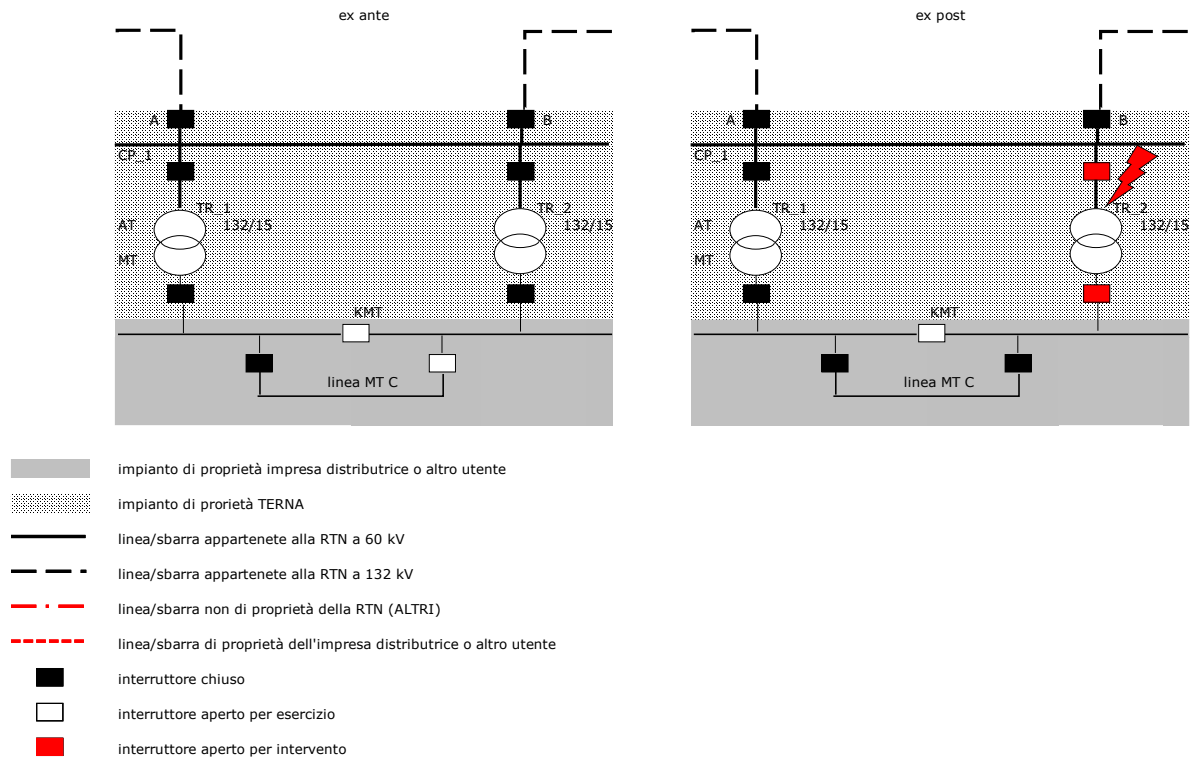 ex ante
ex post
A
B
A
B
CP_1
CP_1
TR_1
TR_2
TR_1
TR_2
AT
132/15
132/15
AT
132/15
132/15
MT
MT
KMT
KMT
linea MT C
linea MT C
impianto di proprietà impresa distributrice o altro utente
impianto di prorietà TERNA
linea/sbarra appartenete alla RTN a 60 kV
linea/sbarra appartenete alla RTN a 132 kV
linea/sbarra non di proprietà della RTN (ALTRI)
linea/sbarra di proprietà dell'impresa distributrice o altro utente
interruttore chiuso
interruttore aperto per esercizio
interruttore aperto per intervento